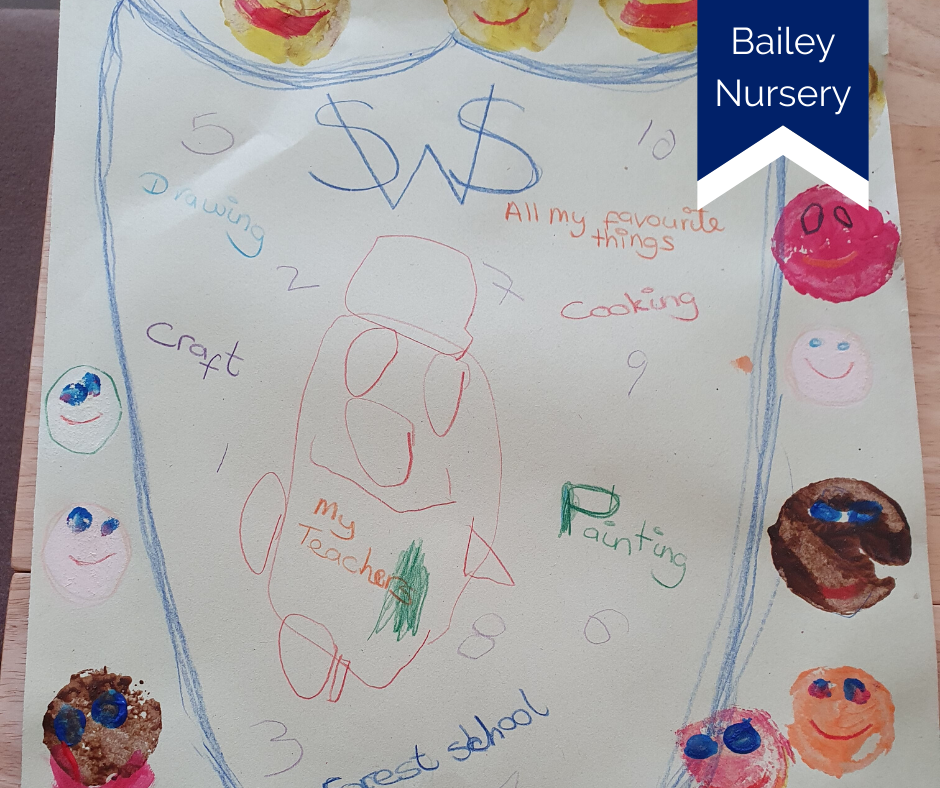 Bailey
Nursery
SWS
5
10
Drawing
All my favourite
things
2
7
Cooking
Craft
9
1
Painting
My
Teachers
8
6
3
Forest school